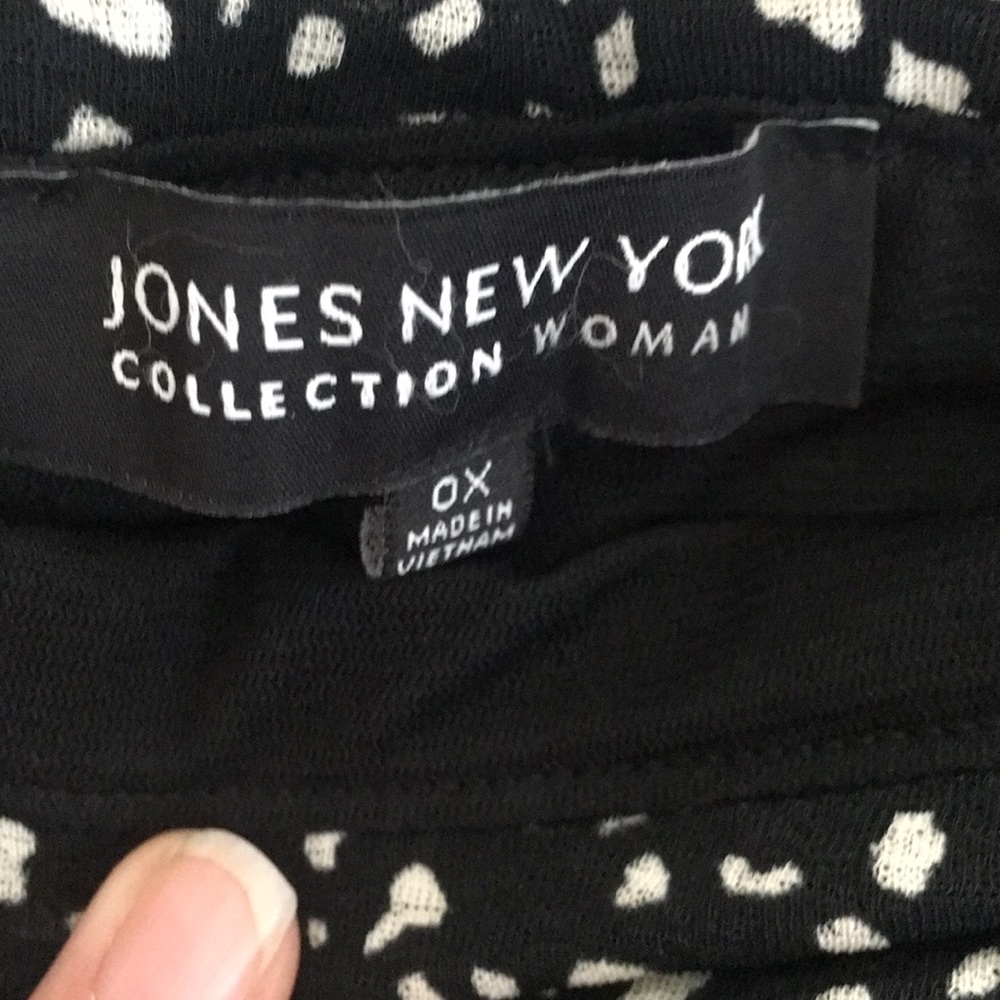 JONES NEW YORK
COLLECTION WOMAN
0X
MADE IN
VIETNAM